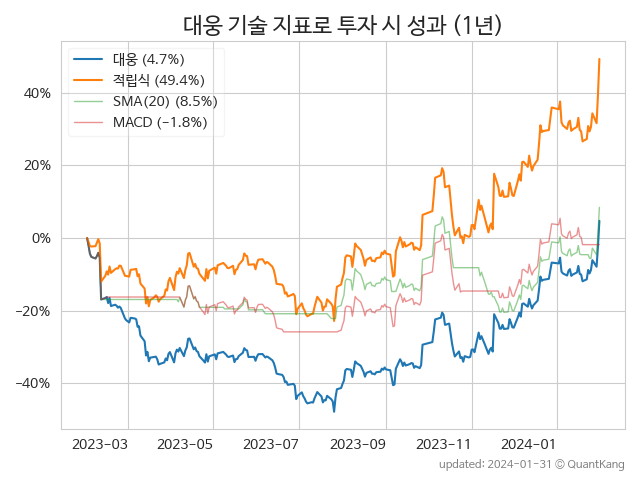 대웅 기술 지표로 투자 시 성과 (1년)
대웅 (4.7%)
적립식 (49.4%)
SMA(20) (8.5%)
MACD (−1.8%)
40%
20%
0%
−20%
−40%
2023-03
2023-05
2023-07
2023-09
2023-11
2024-01
updated: 2024-01-31 © QuantKang